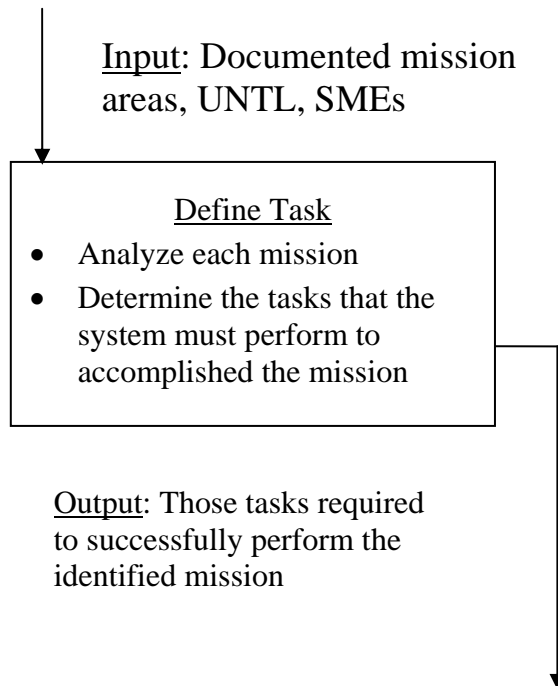 Input: Documented mission
areas, UNTL, SMEs
Define Task
• Analyze each mission
• Determine the tasks that the
system must perform to
accomplished the mission
Output: Those tasks required
to successfully perform the
identified mission